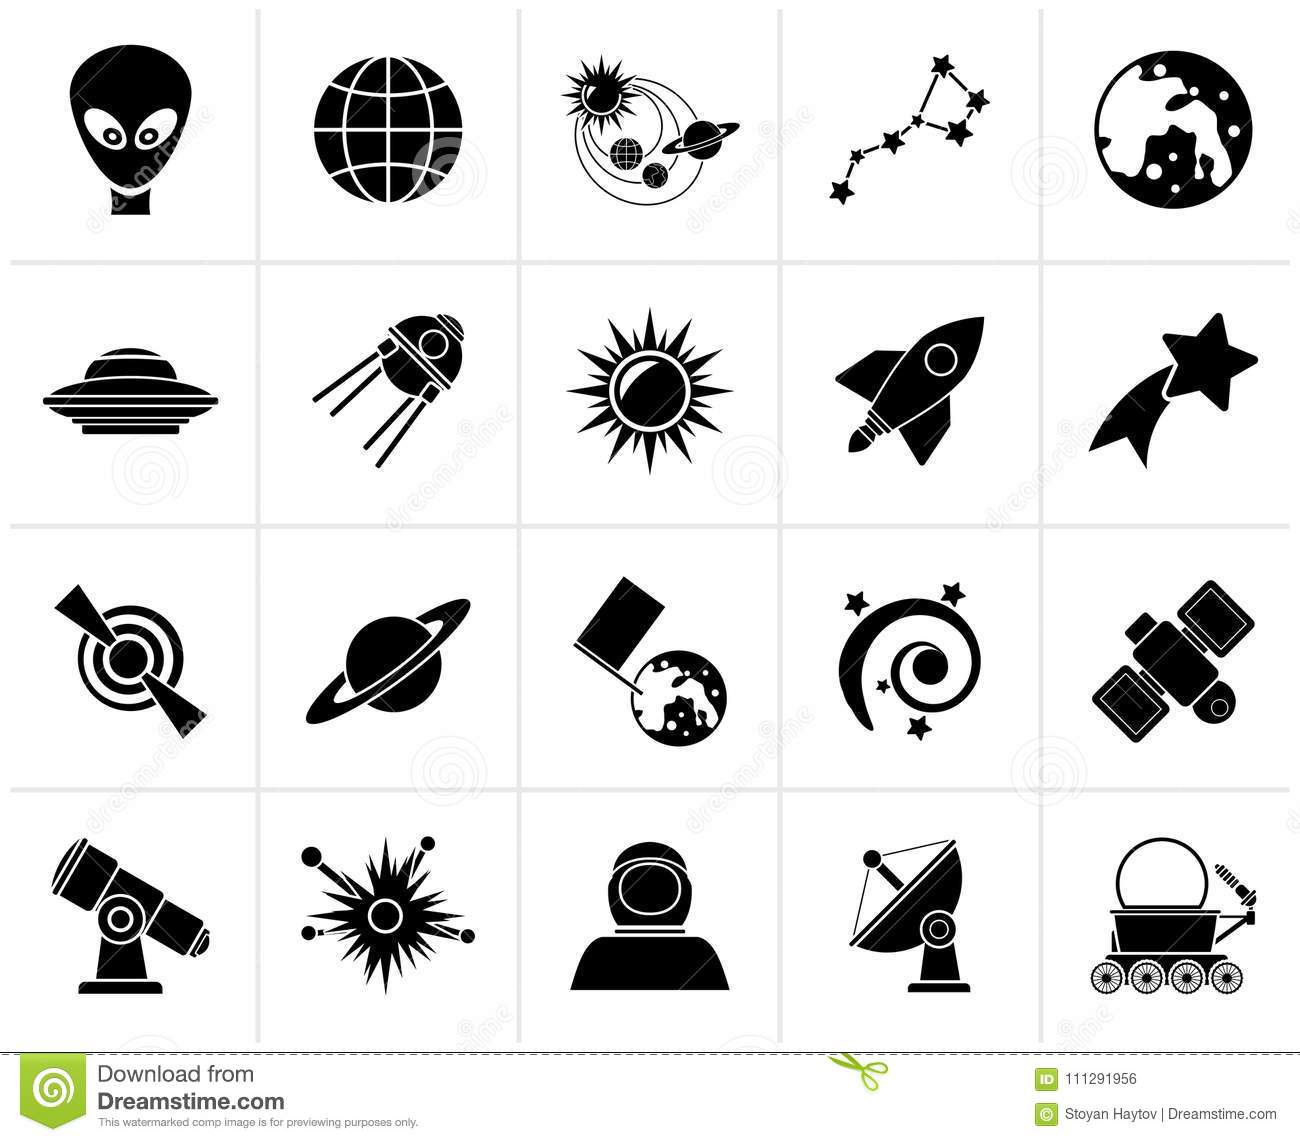 Download from
Dreamstime.com
This watermarked comp image is for previewing purposes only.
ID 111291956
© Stoyan Haytov | Dreamstime.com
dreamstime